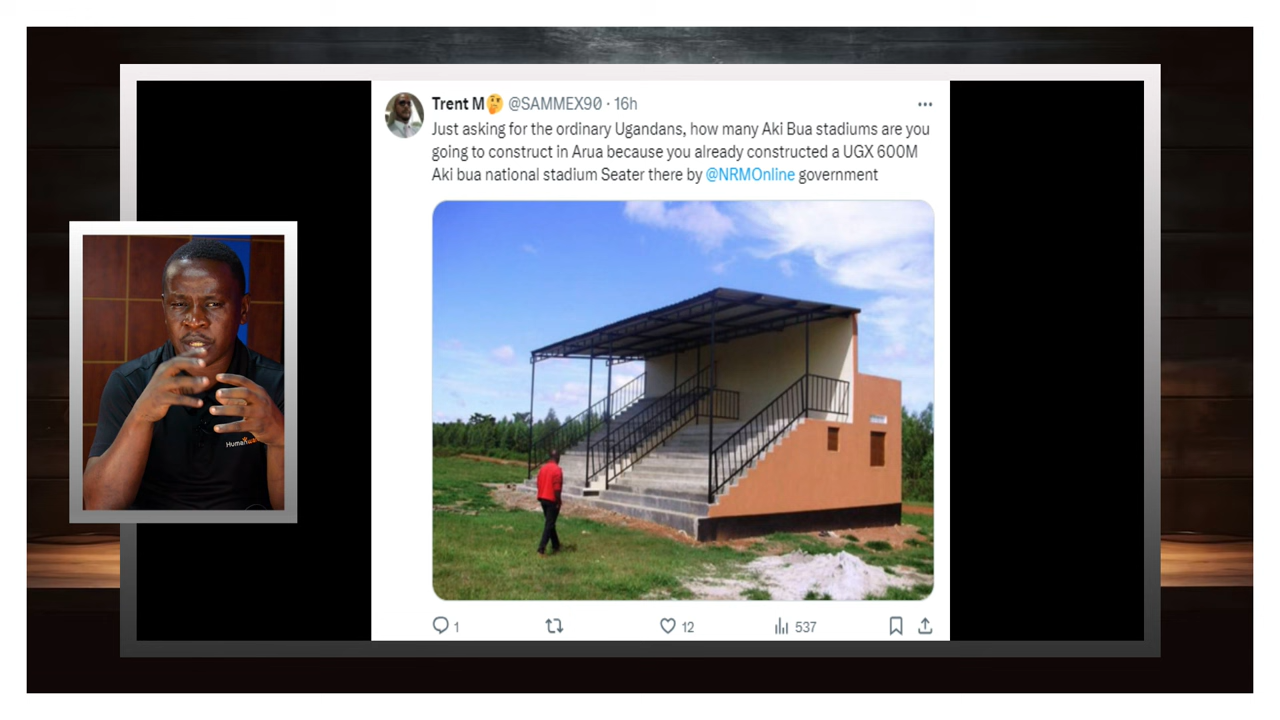 Trent M🤔 @SAMMEX90 · 16h
Just asking for the ordinary Ugandans, how many Aki Bua stadiums are you
going to construct in Arua because you already constructed a UGX 600M
Aki bua national stadium Seater there by @NRMOnline government
1
12
537